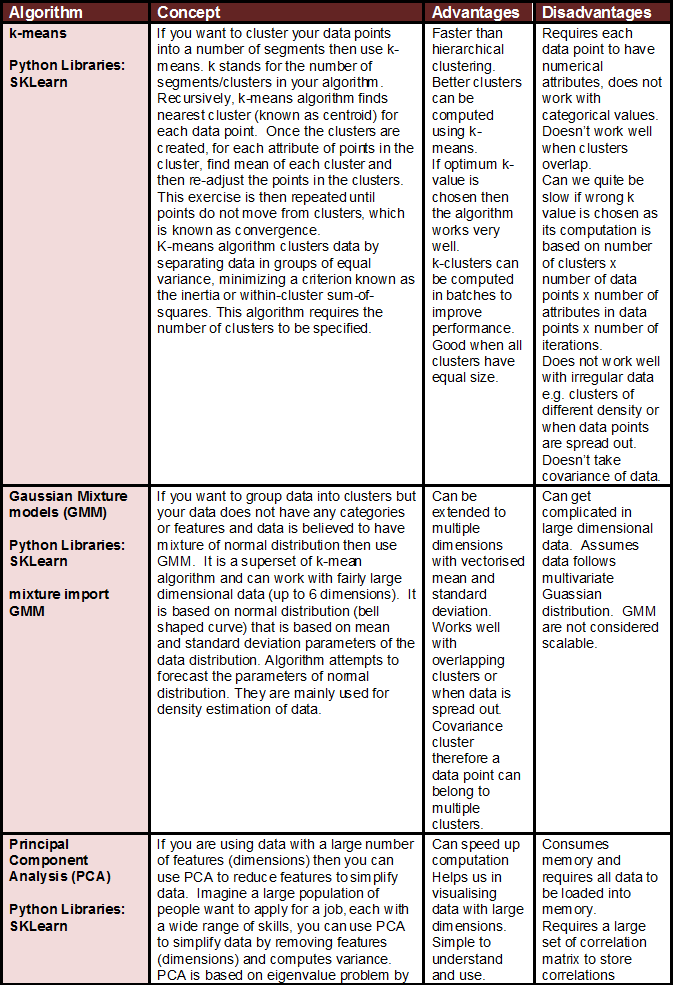 Algorithm
Concept
Advantages
Disadvantages
k-means
Python Libraries:
SKLearn
If you want to cluster your data points
into a number of segments then use k-
means. k stands for the number of
segments/clusters in your algorithm.
Recursively, k-means algorithm finds
nearest cluster (known as centroid) for
each data point.  Once the clusters are
created, for each attribute of points in the
cluster, find mean of each cluster and
then re-adjust the points in the clusters.
This exercise is then repeated until
points do not move from clusters, which
is known as convergence.
K-means algorithm clusters data by
separating data in groups of equal
variance, minimizing a criterion known as
the inertia or within-cluster sum-of-
squares. This algorithm requires the
number of clusters to be specified.
Faster than
hierarchical
clustering.
Better clusters
can be
computed
using k-
means.
If optimum k-
value is
chosen then
the algorithm
works very
well.
k-clusters can
be computed
in batches to
improve
performance.
Good when all
clusters have
equal size.
Requires each
data point to have
numerical
attributes, does not
work with
categorical values.
Doesn't work well
when clusters
overlap.
Can we quite be
slow if wrong k
value is chosen as
its computation is
based on number
of clusters x
number of data
points x number of
attributes in data
points x number of
iterations.
Does not work well
with irregular data
e.g. clusters of
different density or
when data points
are spread out.
Doesn't take
covariance of data.
Gaussian Mixture
models (GMM)
Python Libraries:
SKLearn
mixture import
GMM
If you want to group data into clusters but
your data does not have any categories
or features and data is believed to have
mixture of normal distribution then use
GMM.  It is a superset of k-mean
algorithm and can work with fairly large
dimensional data (up to 6 dimensions).  It
is based on normal distribution (bell
shaped curve) that is based on mean
and standard deviation parameters of the
data distribution. Algorithm attempts to
forecast the parameters of normal
distribution. They are mainly used for
density estimation of data.
Can be
extended to
multiple
dimensions
with vectorised
mean and
standard
deviation.
Works well
with
overlapping
clusters or
when data is
spread out.
Covariance
cluster
therefore a
data point can
belong to
multiple
clusters.
Can get
complicated in
large dimensional
data.  Assumes
data follows
multivariate
Guassian
distribution.  GMM
are not considered
scalable.
Principal
Component
Analysis (PCA)
Python Libraries:
SKLearn
If you are using data with a large number
of features (dimensions) then you can
use PCA to reduce features to simplify
data.  Imagine a large population of
people want to apply for a job, each with
a wide range of skills, you can use PCA
to simplify data by removing features
(dimensions) and computes variance.
PCA is based on eigenvalue problem by
Can speed up
computation
Helps us in
visualising
data with large
dimensions.
Simple to
understand
and use.
Consumes
memory and
requires all data to
be loaded into
memory.
Requires a large
set of correlation
matrix to store
correlations